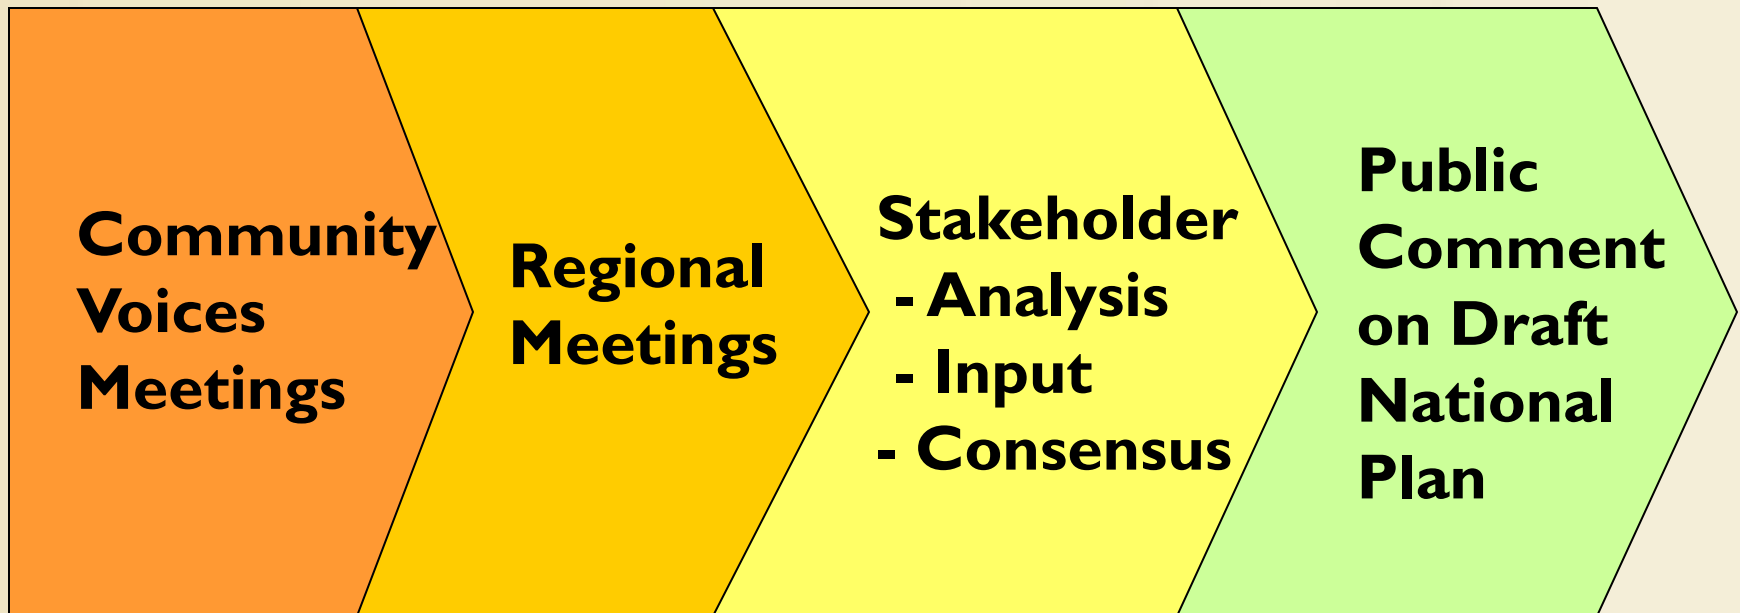 Community
Voices
Meetings
Regional
Meetings
Stakeholder
- Analysis
- Input
- Consensus
Public
Comment
on Draft
National
Plan